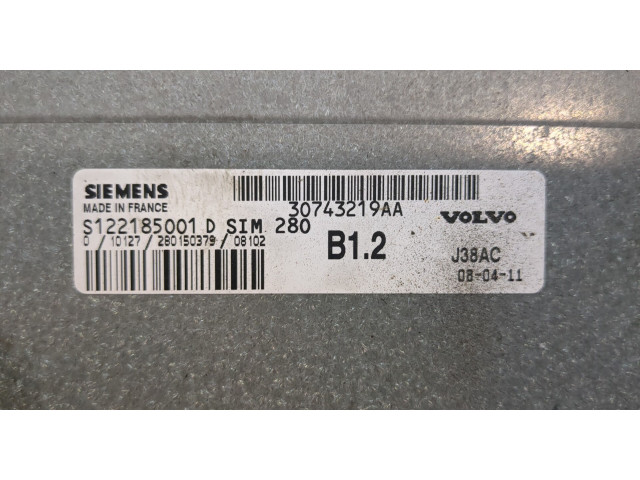 SIEMENS
MADE IN FRANCE
30743219AA
VOLVO
S122185001 D SIM 280
0 / 10127 / 280150379 / 08102
B1.2
J38AC
08-04-11